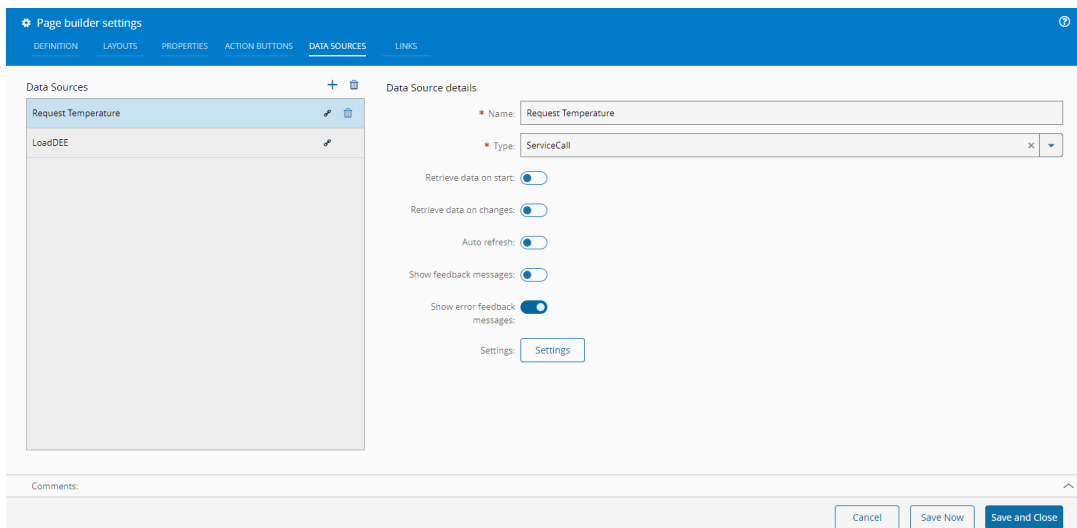 Page builder settings
DEFINITION LAYOUTS PROPERTIES ACTION BUTTONS DATA SOURCES LINKS
Data Sources
Request Temperature
LoadDEE
Data Source details
* Name: Request Temperature
* Type: ServiceCall
Retrieve data on start:
Retrieve data on changes:
Auto refresh:
Show feedback messages:
Show error feedback
messages:
Settings: Settings
Comments:
Cancel Save Now Save and Close